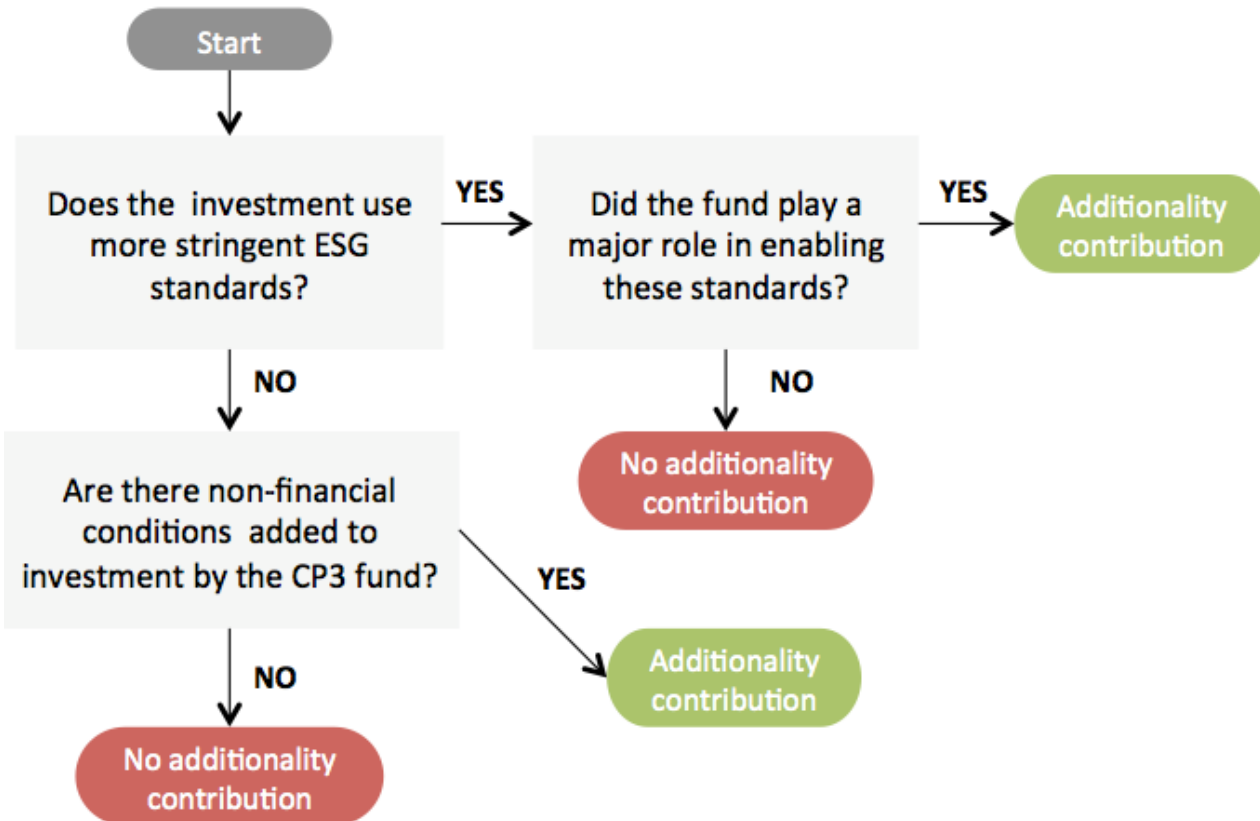 Start
Does the investment use
more stringent ESG
standards?
YES
Did the fund play a
major role in enabling
these standards?
YES
Additionality
contribution
NO
NO
No additionality
contribution
Are there non-financial
conditions added to
investment by the CP3 fund?
YES
Additionality
contribution
NO
No additionality
contribution